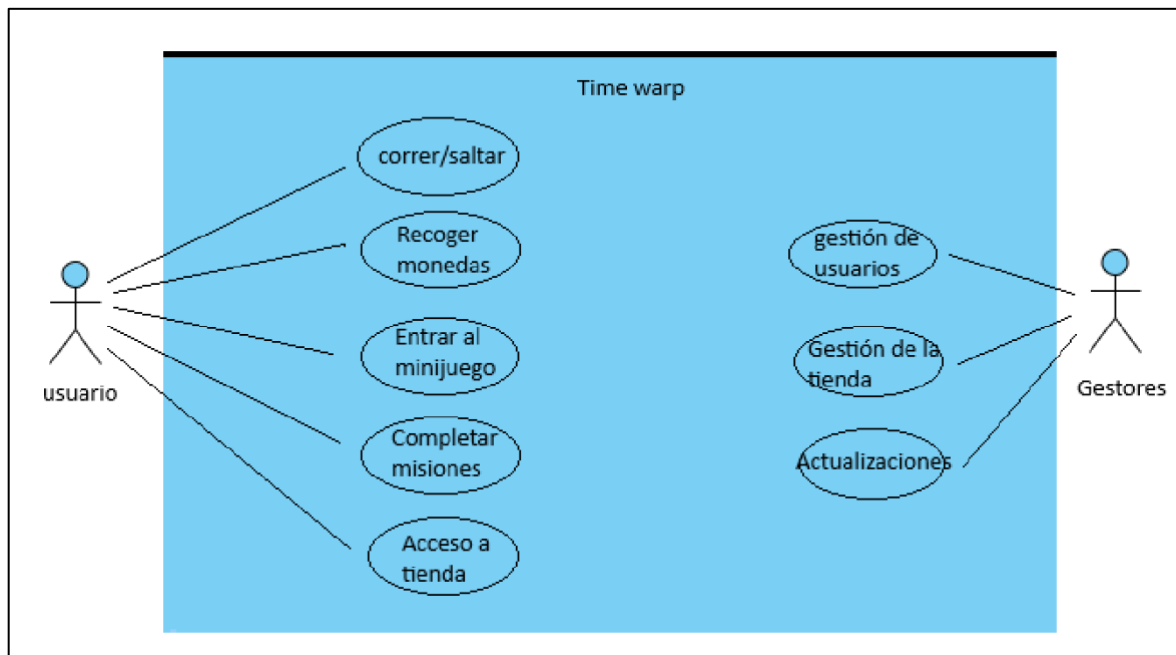 Time warp
correr/saltar
Recoger
monedas
Entrar al
minijuego
Completar
misiones
Acceso a
tienda
usuario
gestión de
usuarios
Gestión de la
tienda
Actualizaciones
Gestores